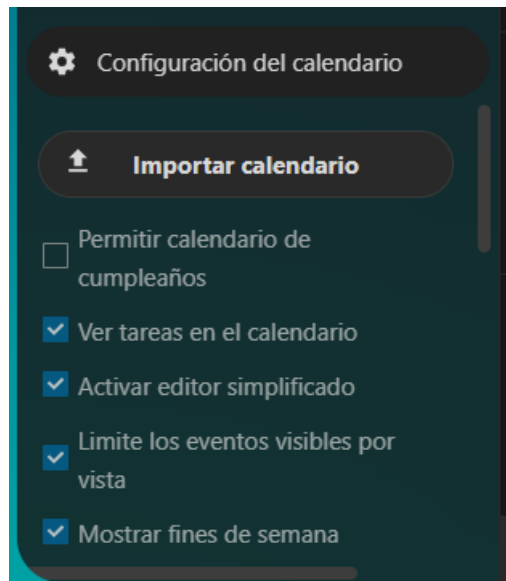 Configuración del calendario
Importar calendario
Permitir calendario de
cumpleaños
Ver tareas en el calendario
Activar editor simplificado
Limite los eventos visibles por
vista
Mostrar fines de semana